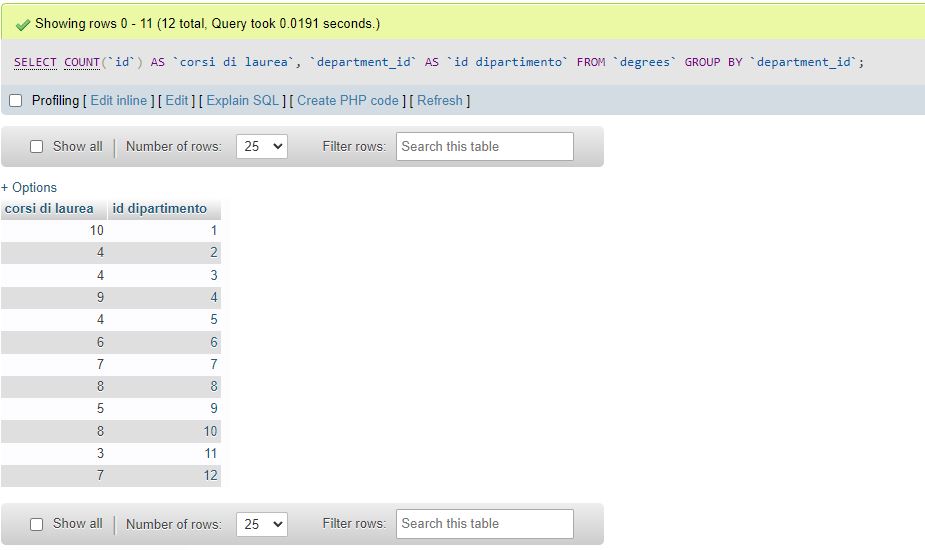 Showing rows 0 - 11 (12 total, Query took 0.0191 seconds.)
SELECT COUNT(`id`) AS `corsi di laurea`, `department_id` AS `id dipartimento` FROM `degrees` GROUP BY `department_id`;
Profiling [ Edit inline ] [ Edit ] [ Explain SQL ] [ Create PHP code ] [ Refresh ]
Show all | Number of rows: 25 Filter rows: Search this table
+ Options
corsi di laurea id dipartimento
10 1
4 2
4 3
9 4
4 5
6 6
7 7
8 8
5 9
8 10
3 11
7 12
Show all | Number of rows: 25 Filter rows: Search this table